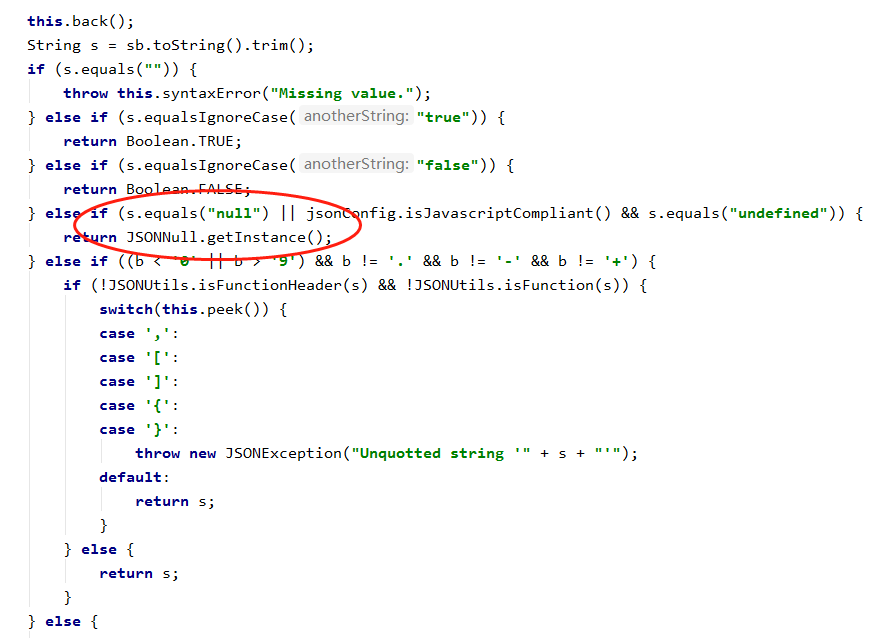 this.back();
String s = sb.toString().trim();
if (s.equals("")) {
throw this.syntaxError("Missing value.");
} else if (s.equalsIgnoreCase( anotherString: "true")) {
return Boolean.TRUE;
} else if (s.equalsIgnoreCase( anotherString: "false")) {
return Boolean.FALSE;
} else if (s.equals("null") || jsonConfig.isJavascriptCompliant() && s.equals("undefined")) {
return JSONNull.getInstance();
} else if ((b < '0' || b > '9') && b != '.' && b != '-' && b != '+') {
if (!JSONUtils.isFunctionHeader(s) && !JSONUtils.isFunction(s)) {
switch(this.peek()) {
case ',':
case '[':
case ']':
case '{':
case '}':
throw new JSONException("Unquotted string '" + s + "'");
default:
return s;
}
} else {
return s;
}
} else {